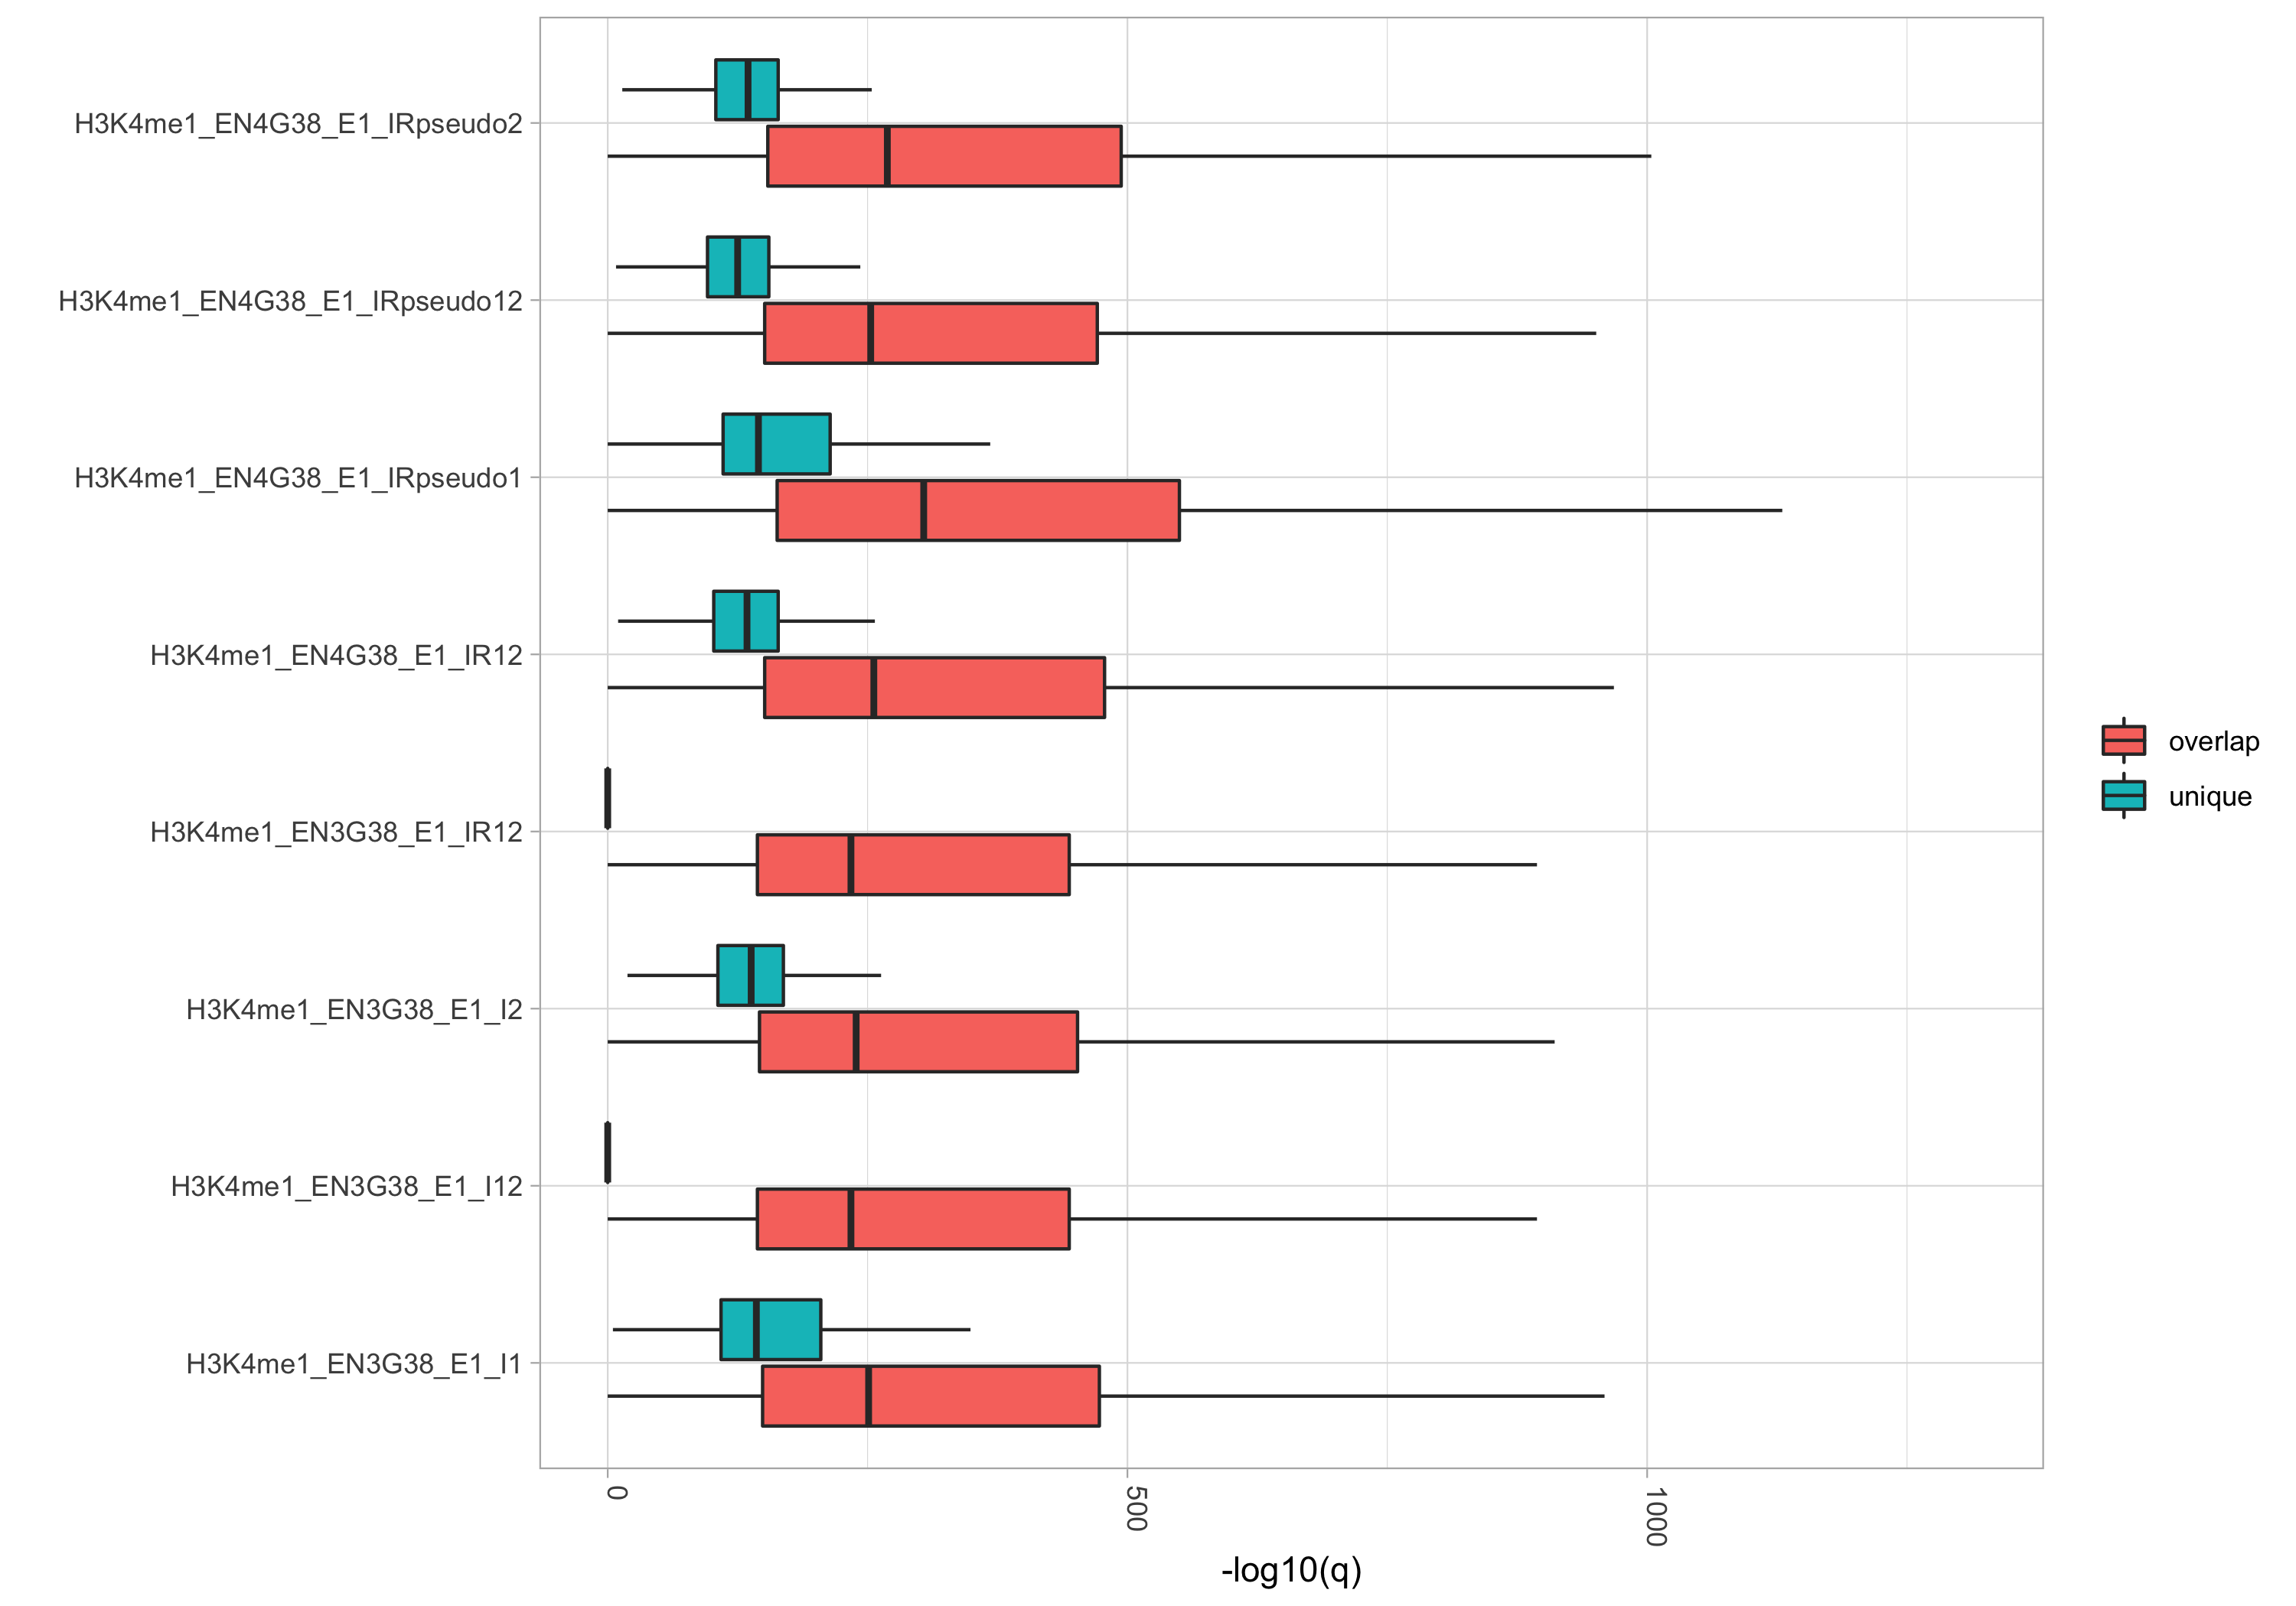 H3K4me1_EN4G38_E1_IRpseudo2
H3K4me1_EN4G38_E1_IRpseudo12
H3K4me1_EN4G38_E1_IRpseudo1
H3K4me1_EN4G38_E1_IR12
H3K4me1_EN3G38_E1_IR12
H3K4me1_EN3G38_E1_I2
H3K4me1_EN3G38_E1_I12
H3K4me1_EN3G38_E1_I1
0
500
1000
-log10(q)
overlap
unique